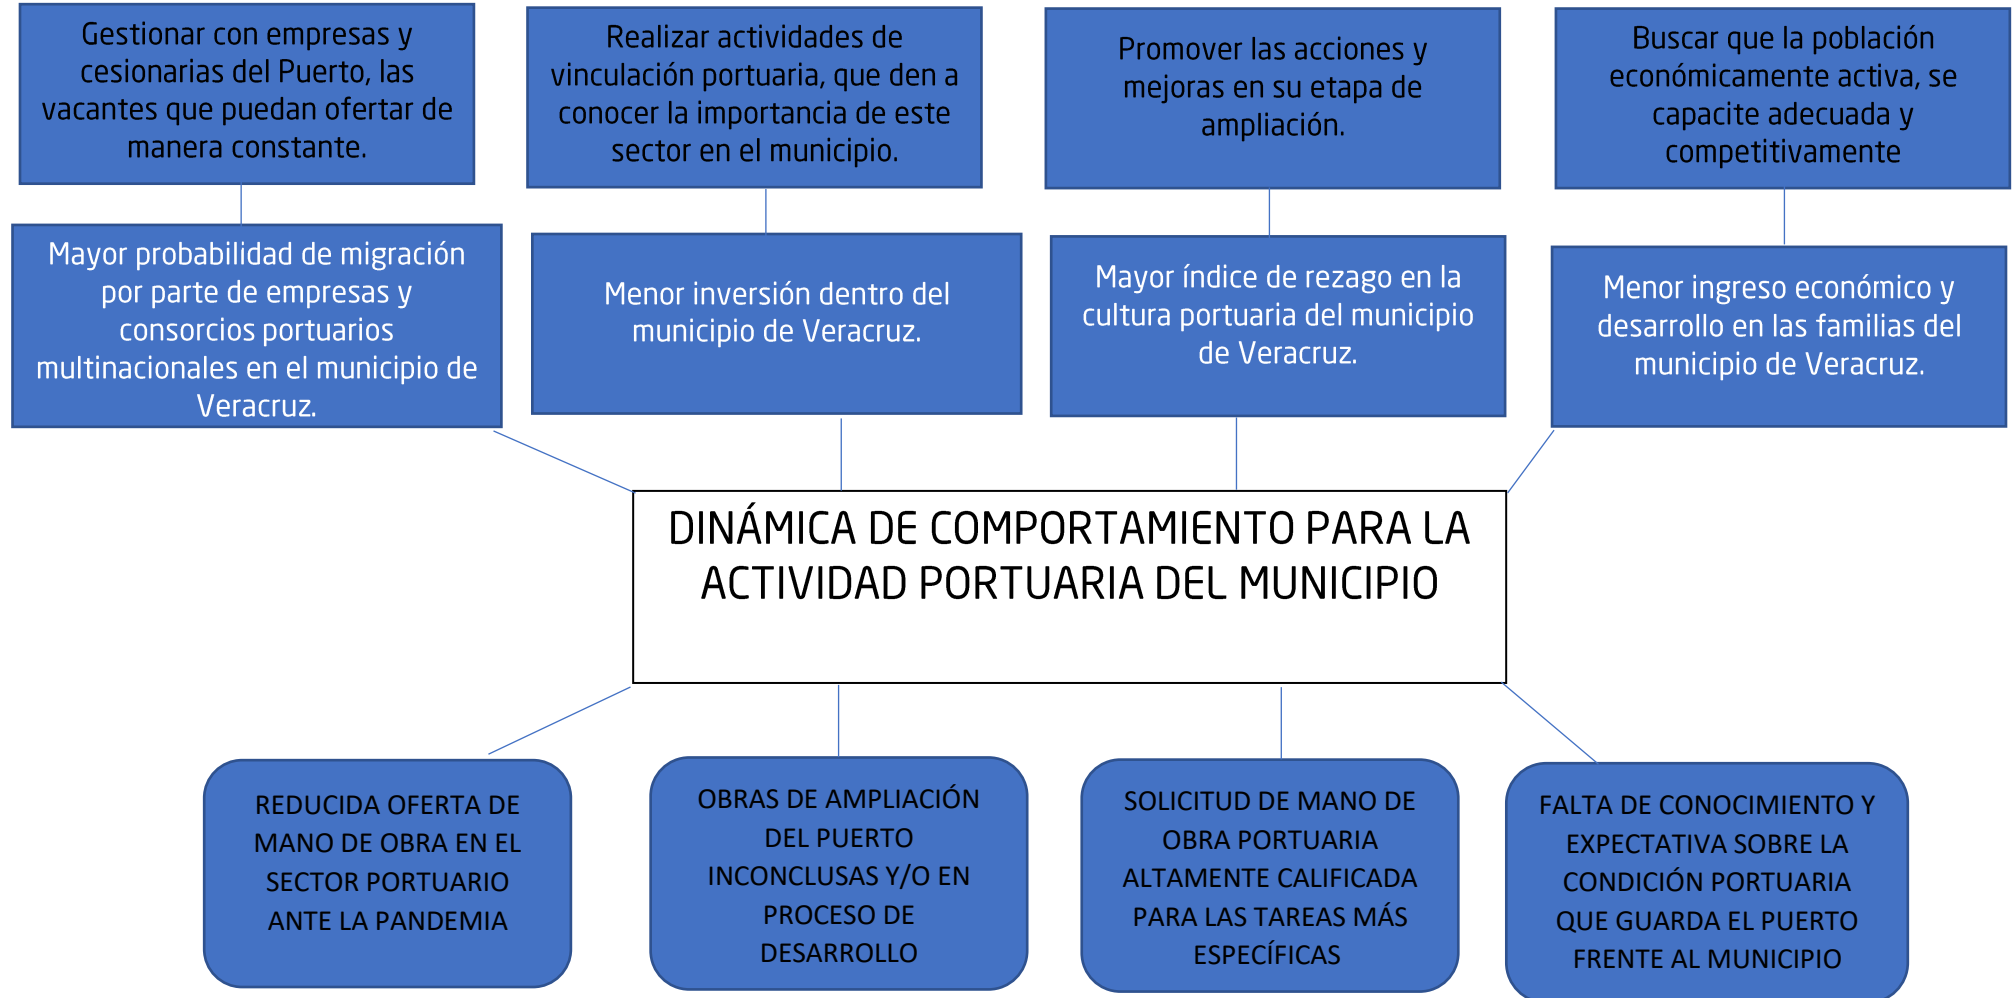 Gestionar con empresas y
cesionarias del Puerto, las
vacantes que puedan ofertar de
manera constante.
Realizar actividades de
vinculación portuaria, que den a
conocer la importancia de este
sector en el municipio.
Promover las acciones y
mejoras en su etapa de
ampliación.
Buscar que la población
económicamente activa, se
capacite adecuada y
competitivamente
Mayor probabilidad de migración
por parte de empresas y
consorcios portuarios
multinacionales en el municipio de
Veracruz.
Menor inversión dentro del
municipio de Veracruz.
Mayor índice de rezago en la
cultura portuaria del municipio
de Veracruz.
Menor ingreso económico y
desarrollo en las familias del
municipio de Veracruz.
DINÁMICA DE COMPORTAMIENTO PARA LA
ACTIVIDAD PORTUARIA DEL MUNICIPIO
REDUCIDA OFERTA DE
MANO DE OBRA EN EL
SECTOR PORTUARIO
ANTE LA PANDEMIA
OBRAS DE AMPLIACIÓN
DEL PUERTO
INCONCLUSAS Y/O EN
PROCESO DE
DESARROLLO
SOLICITUD DE MANO DE
OBRA PORTUARIA
ALTAMENTE CALIFICADA
PARA LAS TAREAS MÁS
ESPECÍFICAS
FALTA DE CONOCIMIENTO Y
EXPECTATIVA SOBRE LA
CONDICIÓN PORTUARIA
QUE GUARDA EL PUERTO
FRENTE AL MUNICIPIO